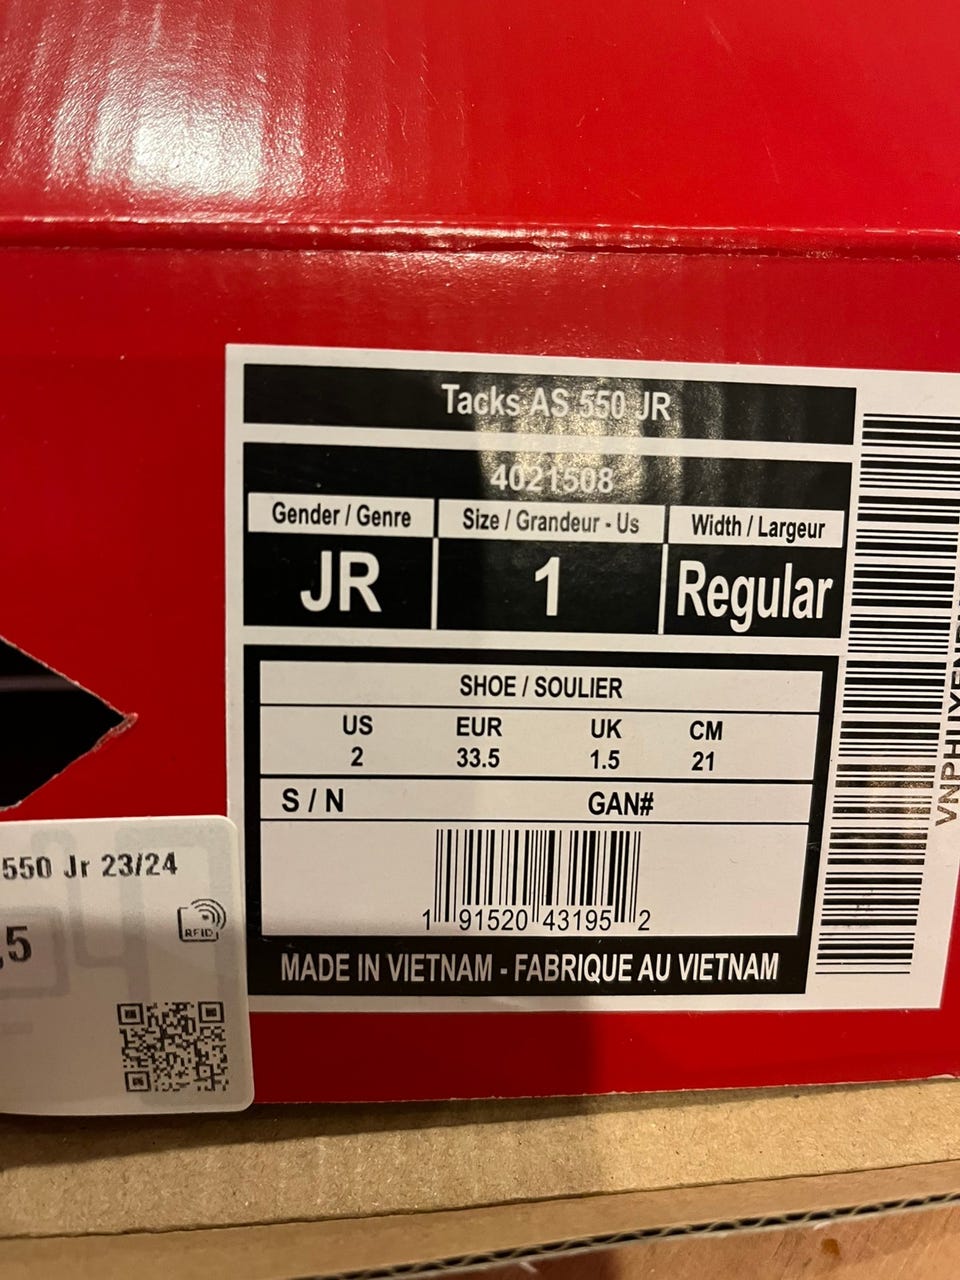 Tacks AS 550 JR
4021508
Gender / Genre Size / Grandeur - Us Width / Largeur
JR 1 Regular
SHOE / SOULIER
US EUR UK CM
2 33.5 1.5 21
S / N GAN#
1 91520 43195 2
MADE IN VIETNAM - FABRIQUE AU VIETNAM
550 Jr 23/24
RFID
.5